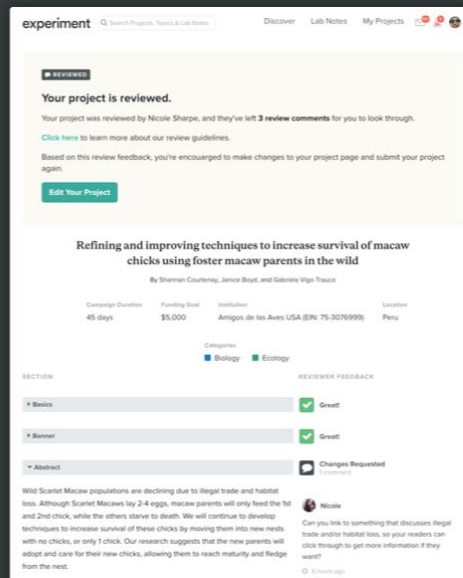 experiment
Search Projects, Topics & Lab Notes
Discover
Lab Notes
My Projects
REVIEWED
Your project is reviewed.
Your project was reviewed by Nicole Sharpe, and they've left 3 review comments for you to look through.
Click here to learn more about our review guidelines.
Based on this review feedback, you're encouarged to make changes to your project page and submit your project
again.
Edit Your Project
Refining and improving techniques to increase survival of macaw
chicks using foster macaw parents in the wild
By Shannan Courtenay, Janice Boyd, and Gabriela Vigo Trauco
Campaign Duration
45 days
Funding Goal
$5,000
Institution
Amigos de las Aves USA (EIN: 75-3076999)
Location
Peru
Categories
Biology
Ecology
SECTION
REVIEWER FEEDBACK
Basics
Great!
Banner
Great!
Abstract
Changes Requested
1 comment
Wild Scarlet Macaw populations are declining due to illegal trade and habitat
loss. Although Scarlet Macaws lay 2-4 eggs, macaw parents will only feed the 1st
and 2nd chick, while the others starve to death. We will continue to develop
techniques to increase survival of these chicks by moving them into new nests
with no chicks, or only 1 chick. Our research suggests that the new parents will
adopt and care for their new chicks, allowing them to reach maturity and fledge
from the nest.
Nicole
Can you link to something that discusses illegal
trade and/or habitat loss, so your readers can
click through to get more information if they
want?
6 hours ago